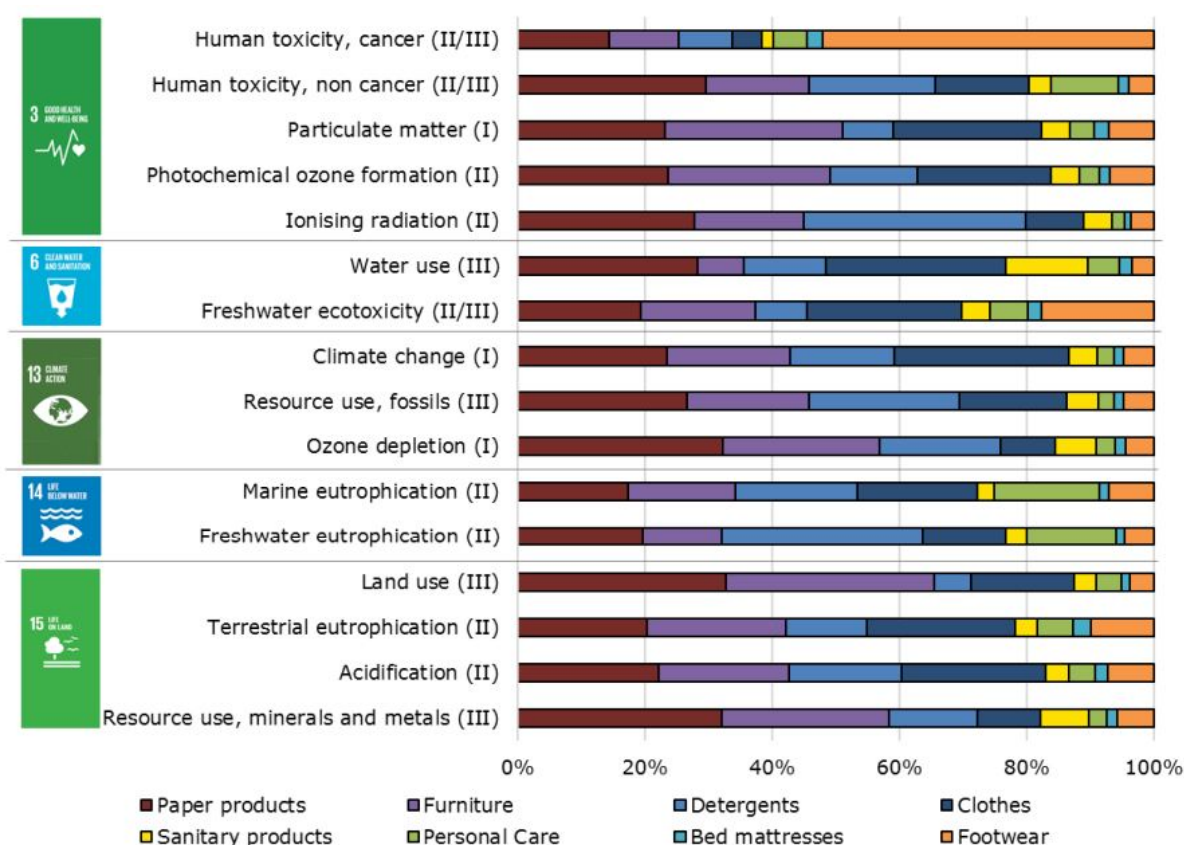 3 GOOD HEALTH
AND WELL-BEING
Human toxicity, cancer (II/III)
Human toxicity, non cancer (II/III)
Particulate matter (I)
Photochemical ozone formation (II)
Ionising radiation (II)
6 CLEAN WATER
AND SANITATION
Water use (III)
Freshwater ecotoxicity (II/III)
13 CLIMATE
ACTION
Climate change (I)
Resource use, fossils (III)
Ozone depletion (I)
14 LIFE
BELOW WATER
Marine eutrophication (II)
Freshwater eutrophication (II)
15 LIFE
ON LAND
Land use (III)
Terrestrial eutrophication (II)
Acidification (II)
Resource use, minerals and metals (III)
0% 20% 40% 60% 80% 100%
Paper products Furniture Detergents Clothes
Sanitary products Personal Care Bed mattresses Footwear